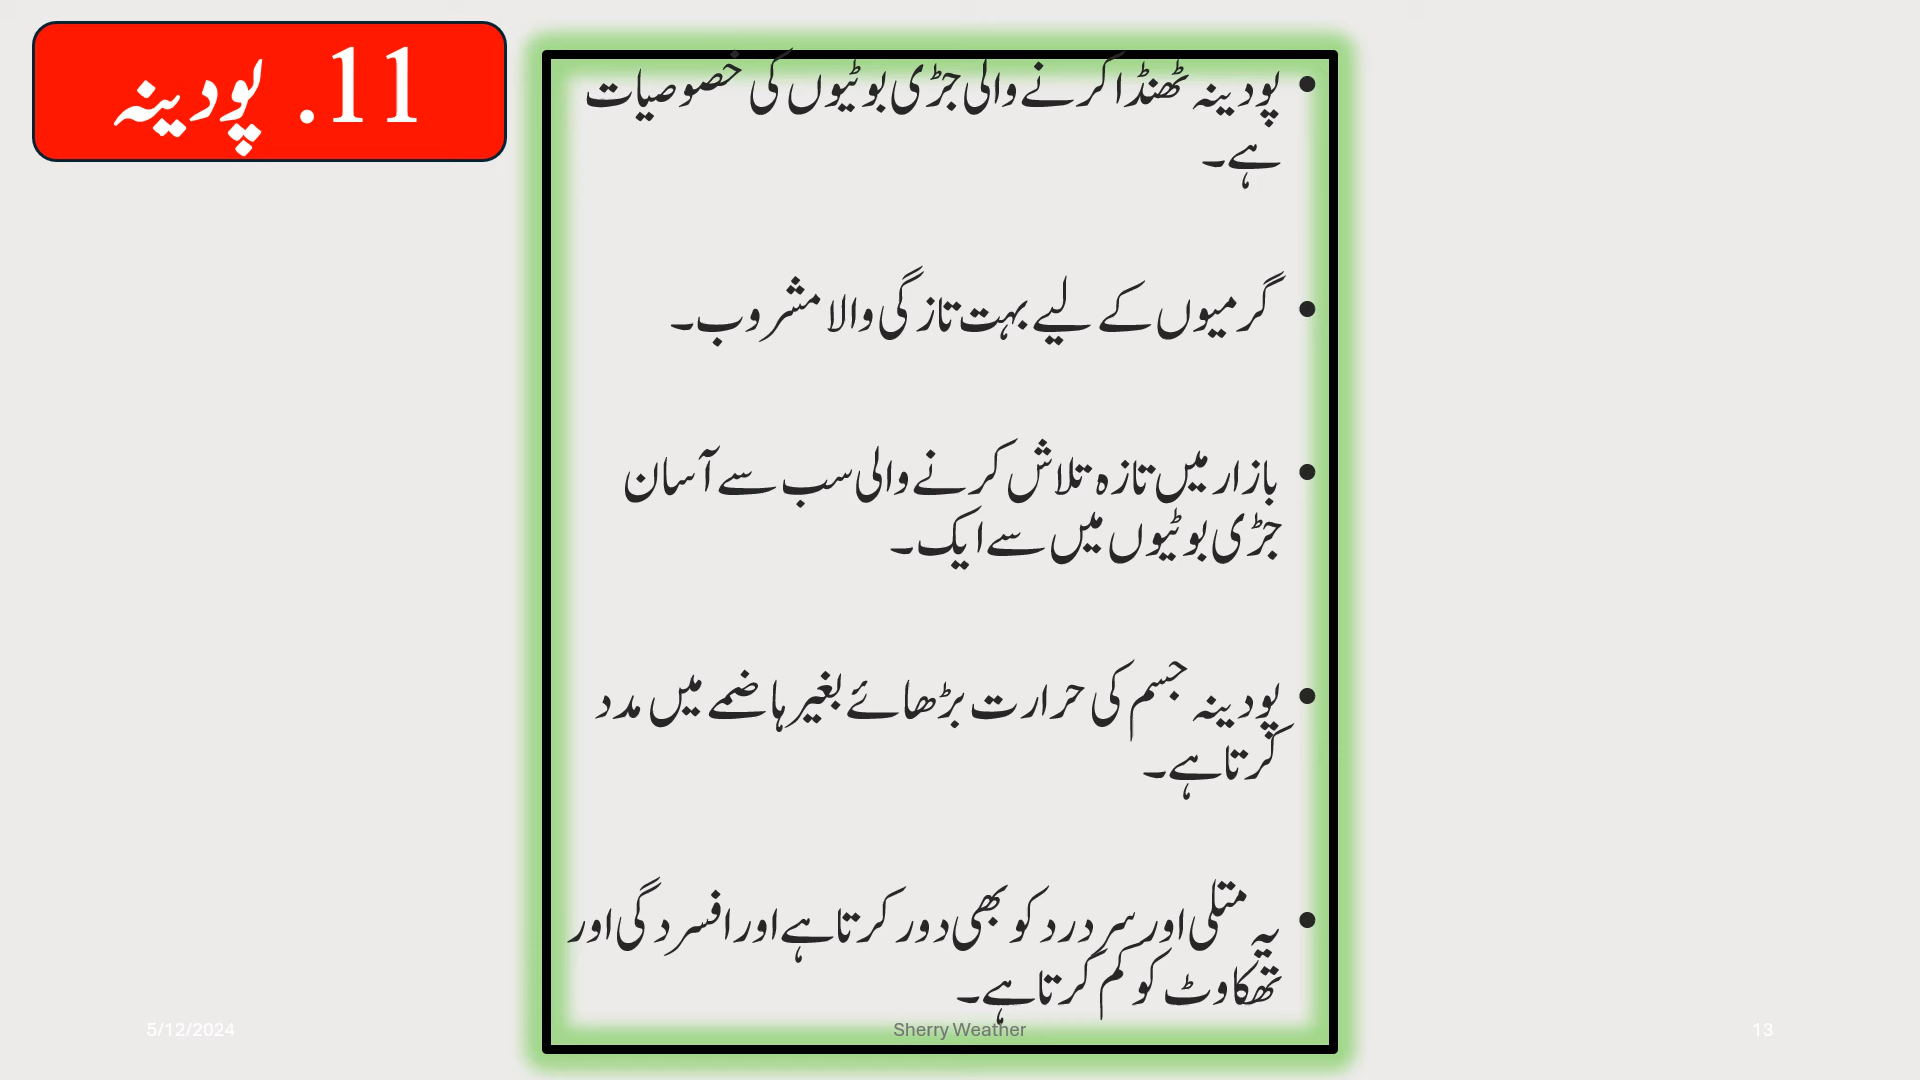 11. پودینہ
• پودینہ ٹھنڈا کرنے والی جڑی بوٹیوں کی خصوصیات
ہے۔
• گرمیوں کے لیے بہت تازگی والا مشروب۔
• بازار میں تازہ تلاش کرنے والی سب سے آسان
جڑی بوٹیوں میں سے ایک۔
• پودینہ جسم کی حرارت بڑھائے بغیر ہاضمے میں مدد
کرتا ہے۔
• یہ متلی اور سر درد کو بھی دور کرتا ہے اور افسردگی اور
تھکاوٹ کو کم کرتا ہے۔
5/12/2024
Sherry Weather
13